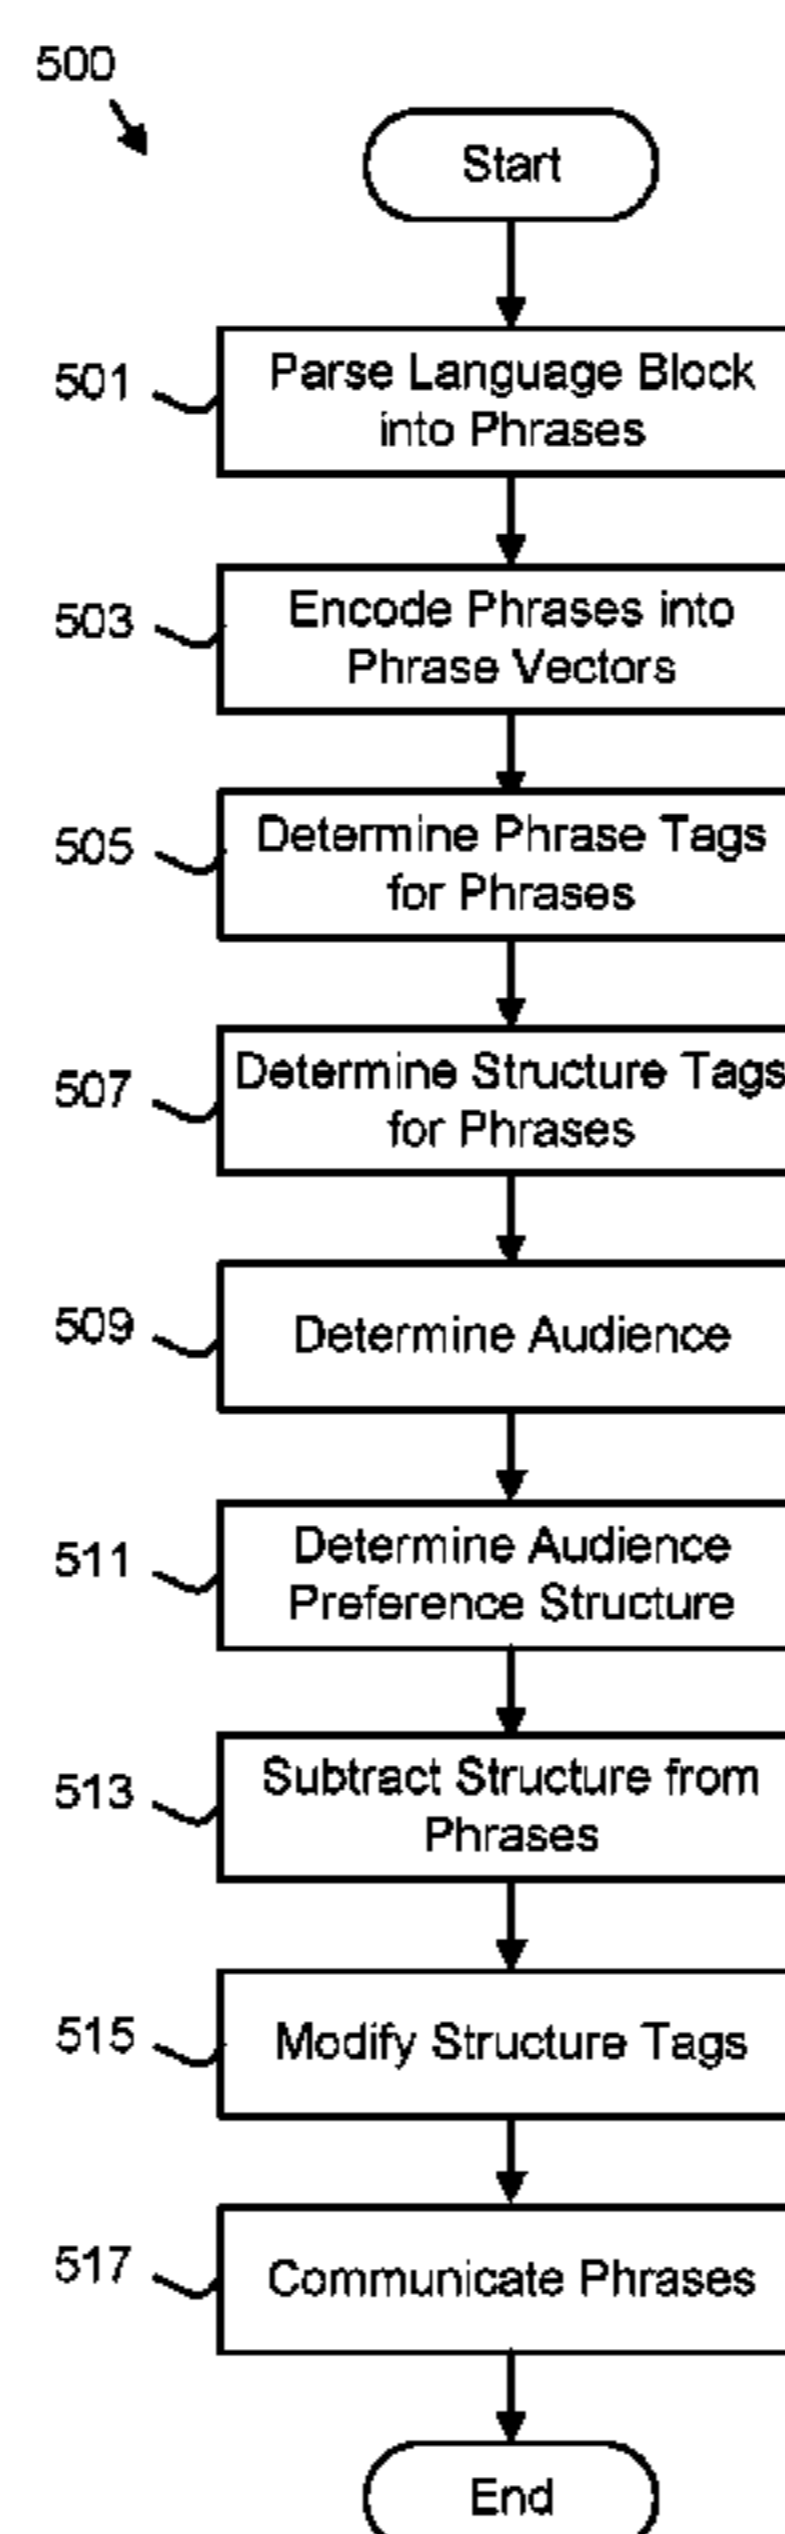 500
Start
501
Parse Language Block
into Phrases
503
Encode Phrases into
Phrase Vectors
505
Determine Phrase Tags
for Phrases
507
Determine Structure Tags
for Phrases
509
Determine Audience
511
Determine Audience
Preference Structure
513
Subtract Structure from
Phrases
515
Modify Structure Tags
517
Communicate Phrases
End